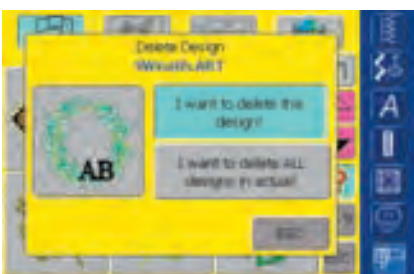 Delete Design
Wreath.ART
AB
I want to delete this
design!
I want to delete ALL
designs in actual!
ESC
A